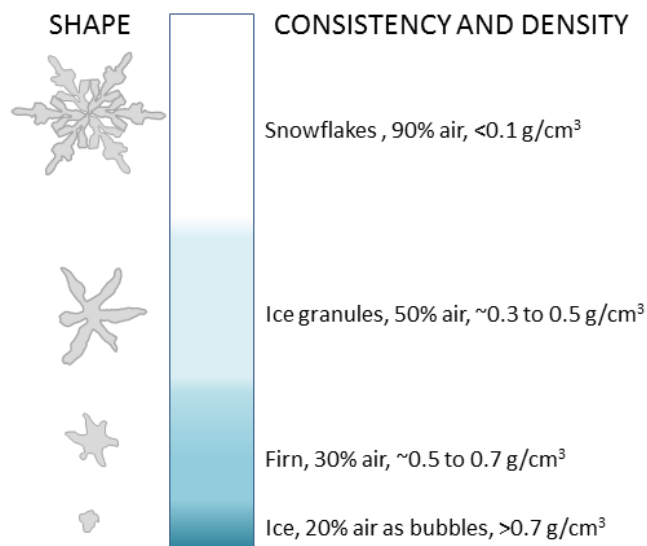 SHAPE
CONSISTENCY AND DENSITY
Snowflakes , 90% air, <0.1 g/cm³
Ice granules, 50% air, ~0.3 to 0.5 g/cm³
Firn, 30% air, ~0.5 to 0.7 g/cm³
Ice, 20% air as bubbles, >0.7 g/cm³